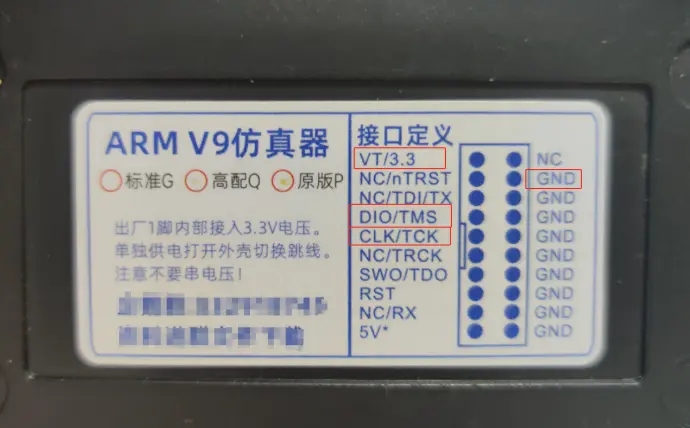 ARM V9仿真器
标准G 高配Q 原版P
出厂1脚内部接入3.3V电压。
单独供电打开外壳切换跳线。
注意不要串电压!
接口定义
VT/3.3 NC
NC/nTRST GND
NC/TDI/TX GND
DIO/TMS GND
CLK/TCK GND
NC/TRCK GND
SWO/TDO GND
RST GND
NC/RX GND
5V* GND